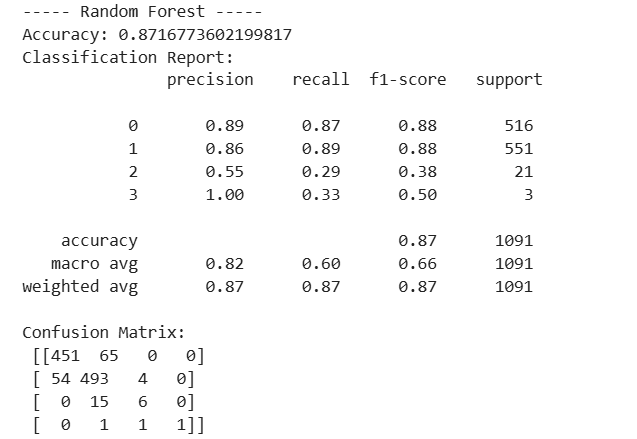 ----- Random Forest -----
Accuracy: 0.8716773602199817
Classification Report:
              precision    recall  f1-score   support

           0       0.89      0.87      0.88       516
           1       0.86      0.89      0.88       551
           2       0.55      0.29      0.38        21
           3       1.00      0.33      0.50         3

    accuracy                           0.87      1091
   macro avg       0.82      0.60      0.66      1091
weighted avg       0.87      0.87      0.87      1091

Confusion Matrix:
 [[451  65   0   0]
 [ 54 493   4   0]
 [  0  15   6   0]
 [  0   1   1   1]]